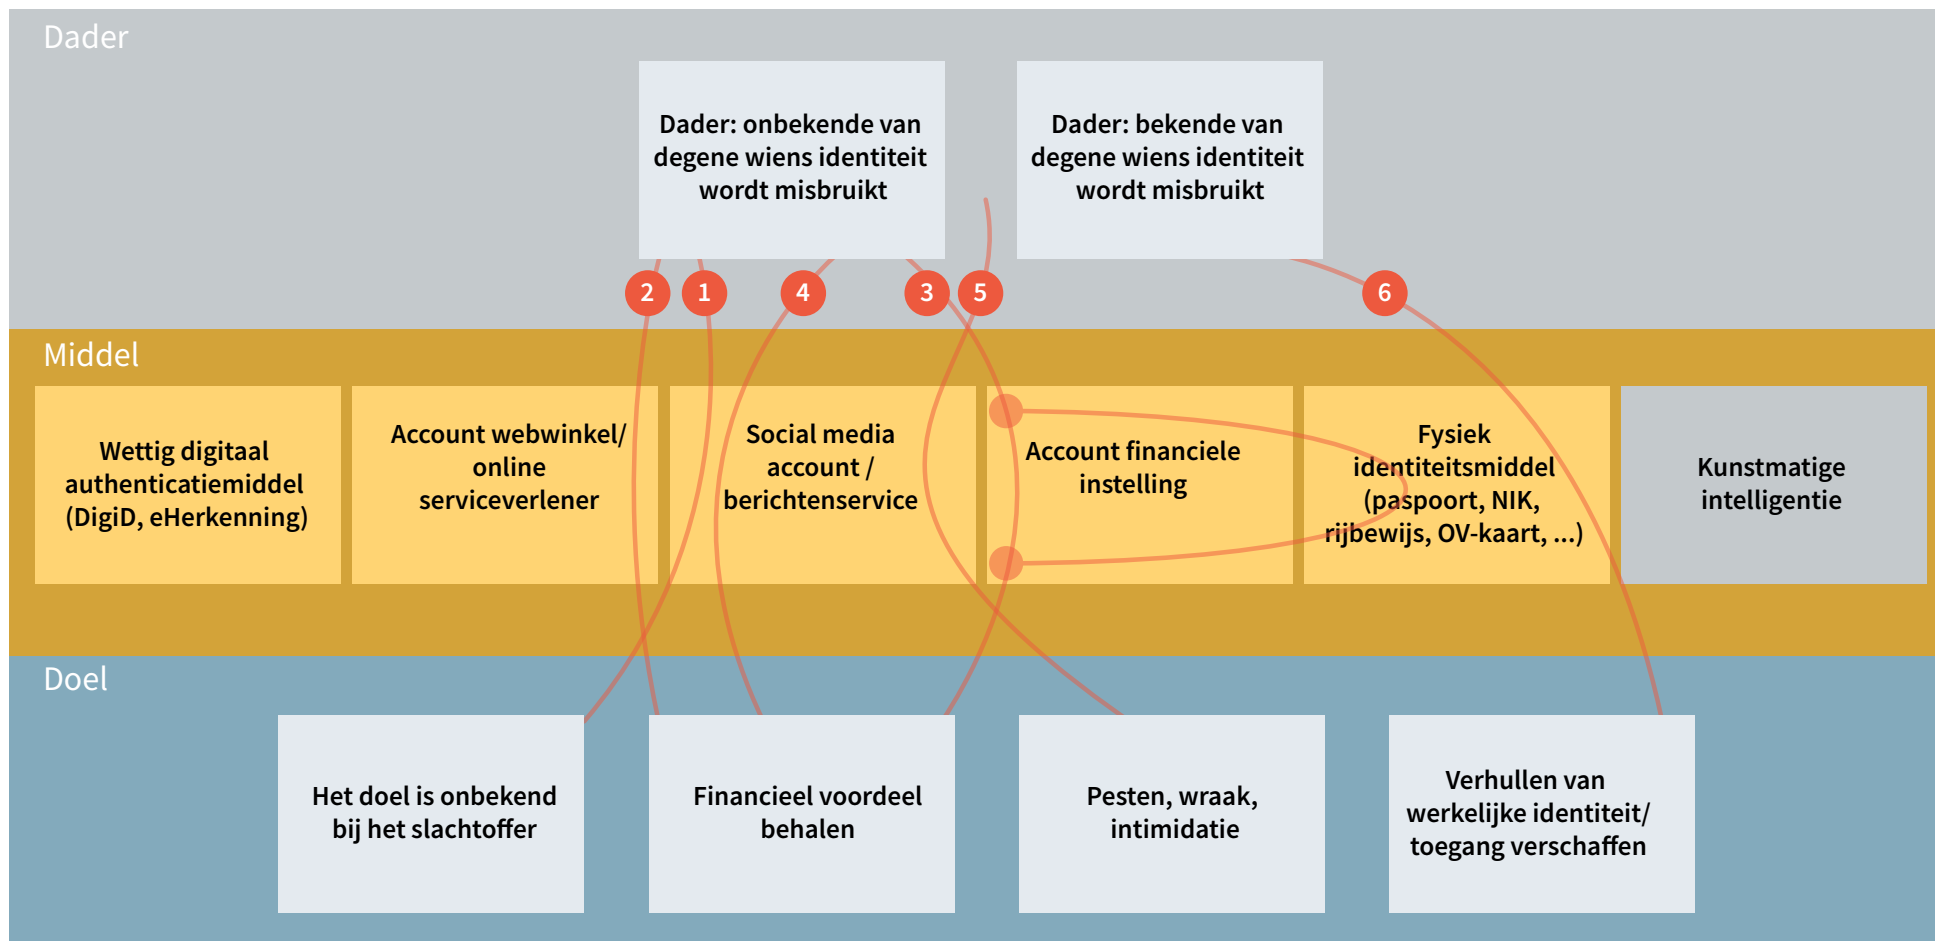 Dader
Dader: onbekende van
degene wiens identiteit
wordt misbruikt
Dader: bekende van
degene wiens identiteit
wordt misbruikt
2
1
4
3
5
6
Middel
Wettig digitaal
authenticatiemiddel
(DigiD, eHerkenning)
Account webwinkel/
online
serviceverlener
Social media
account /
berichtenservice
Account financiele
instelling
Fysiek
identiteitsmiddel
(paspoort, NIK,
rijbewijs, OV-kaart, ...)
Kunstmatige
intelligentie
Doel
Het doel is onbekend
bij het slachtoffer
Financieel voordeel
behalen
Pesten, wraak,
intimidatie
Verhullen van
werkelijke identiteit/
toegang verschaffen